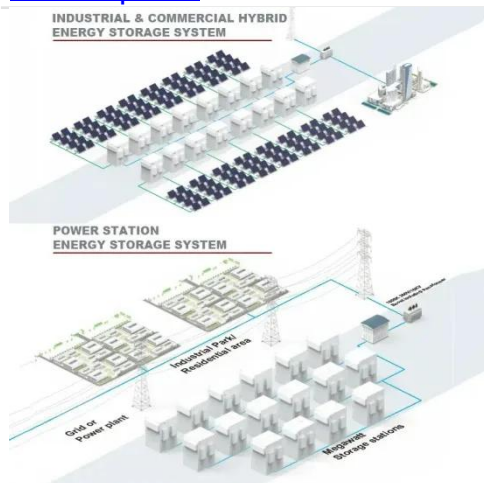 INDUSTRIAL & COMMERCIAL HYBRID
ENERGY STORAGE SYSTEM
POWER STATION
ENERGY STORAGE SYSTEM
Industrial Park/
Residential area
Grid or
Power plant
Megawatt
Storage stations